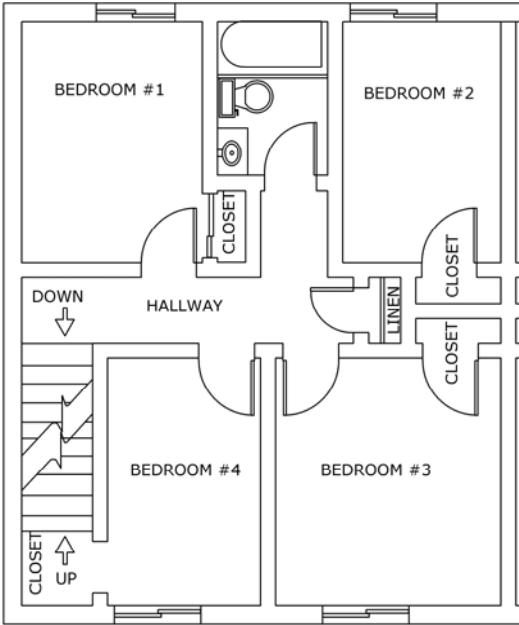 BEDROOM #1
BEDROOM #2
CLOSET
CLOSET
DOWN
HALLWAY
LINEN
CLOSET
BEDROOM #4
BEDROOM #3
CLOSET
UP